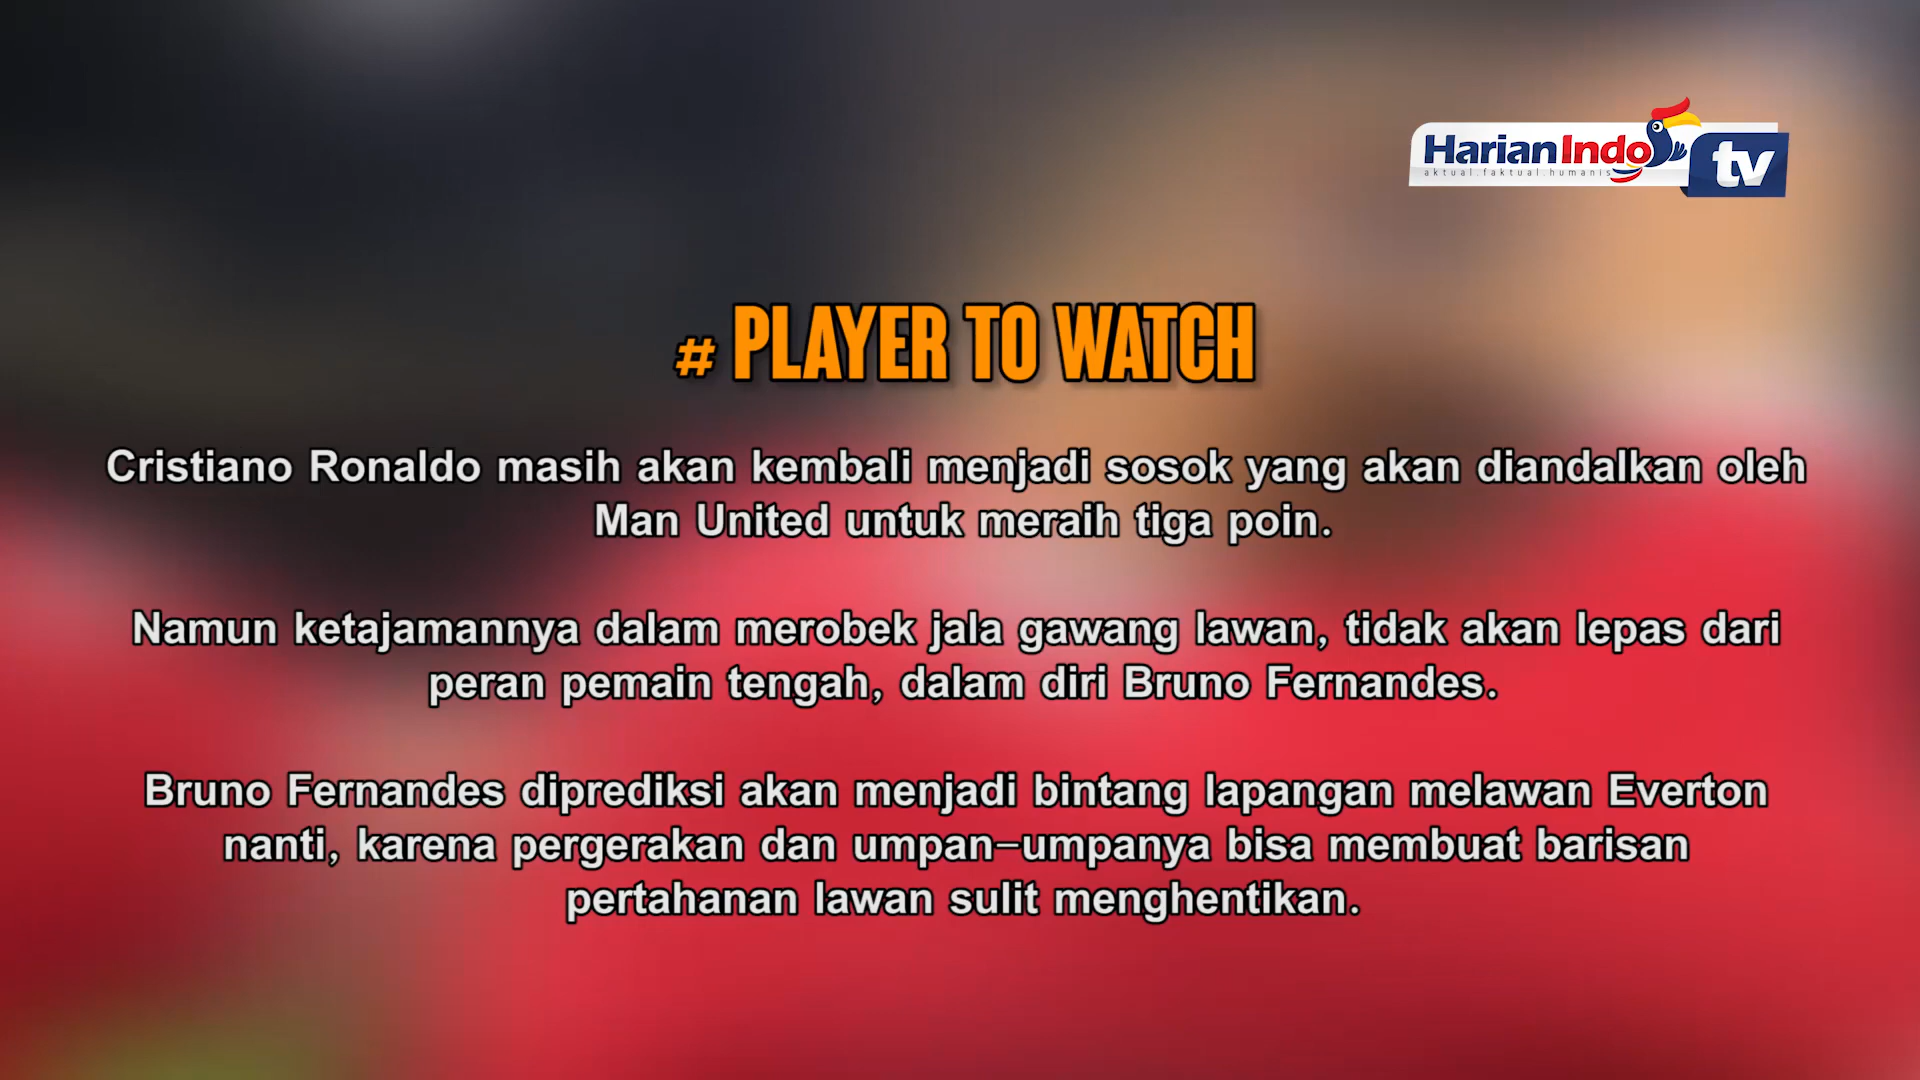 HarianIndo tv
aktual.faktual.humanis
# PLAYER TO WATCH
Cristiano Ronaldo masih akan kembali menjadi sosok yang akan diandalkan oleh
Man United untuk meraih tiga poin.
Namun ketajamannya dalam merobek jala gawang lawan, tidak akan lepas dari
peran pemain tengah, dalam diri Bruno Fernandes.
Bruno Fernandes diprediksi akan menjadi bintang lapangan melawan Everton
nanti, karena pergerakan dan umpan-umpanya bisa membuat barisan
pertahanan lawan sulit menghentikan.